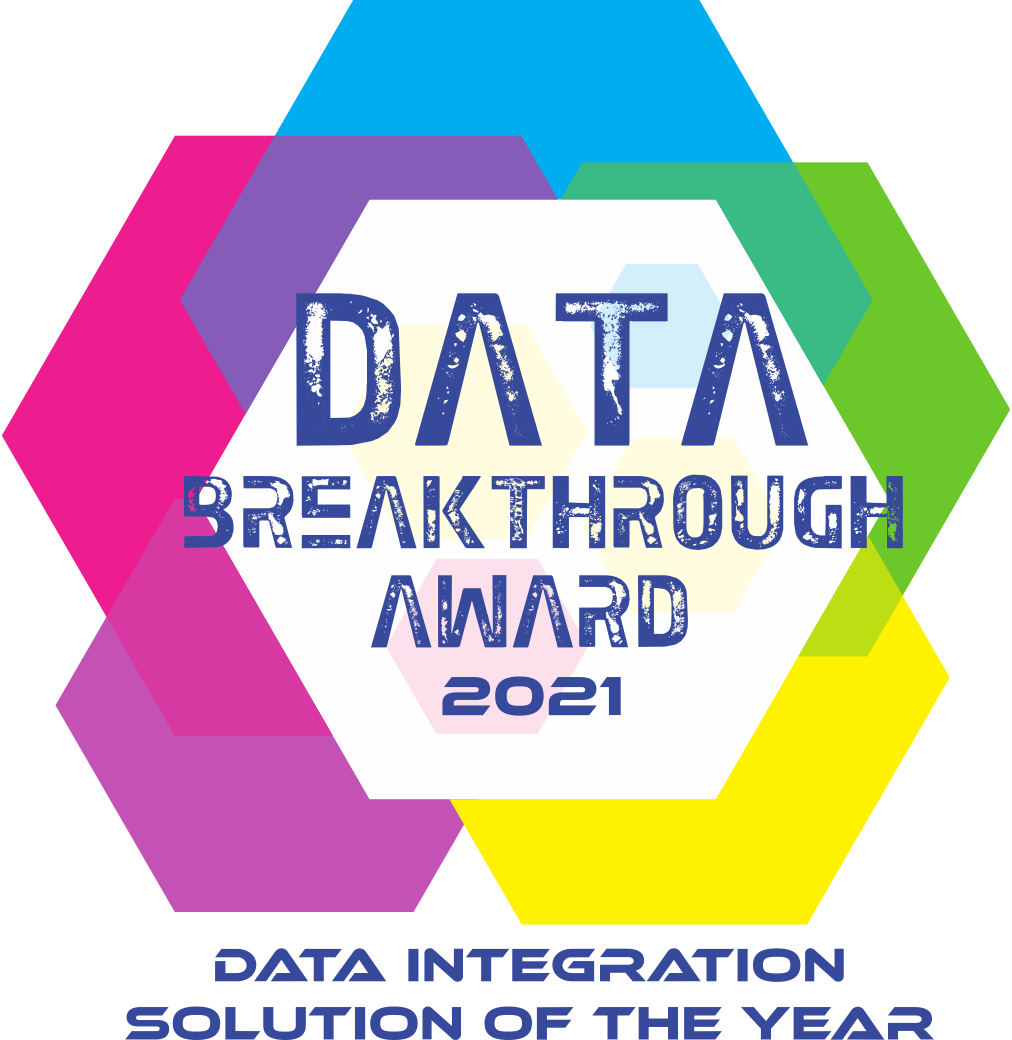 DATA
BREAKTHROUGH
AWARD
2021
DATA INTEGRATION
SOLUTION OF THE YEAR